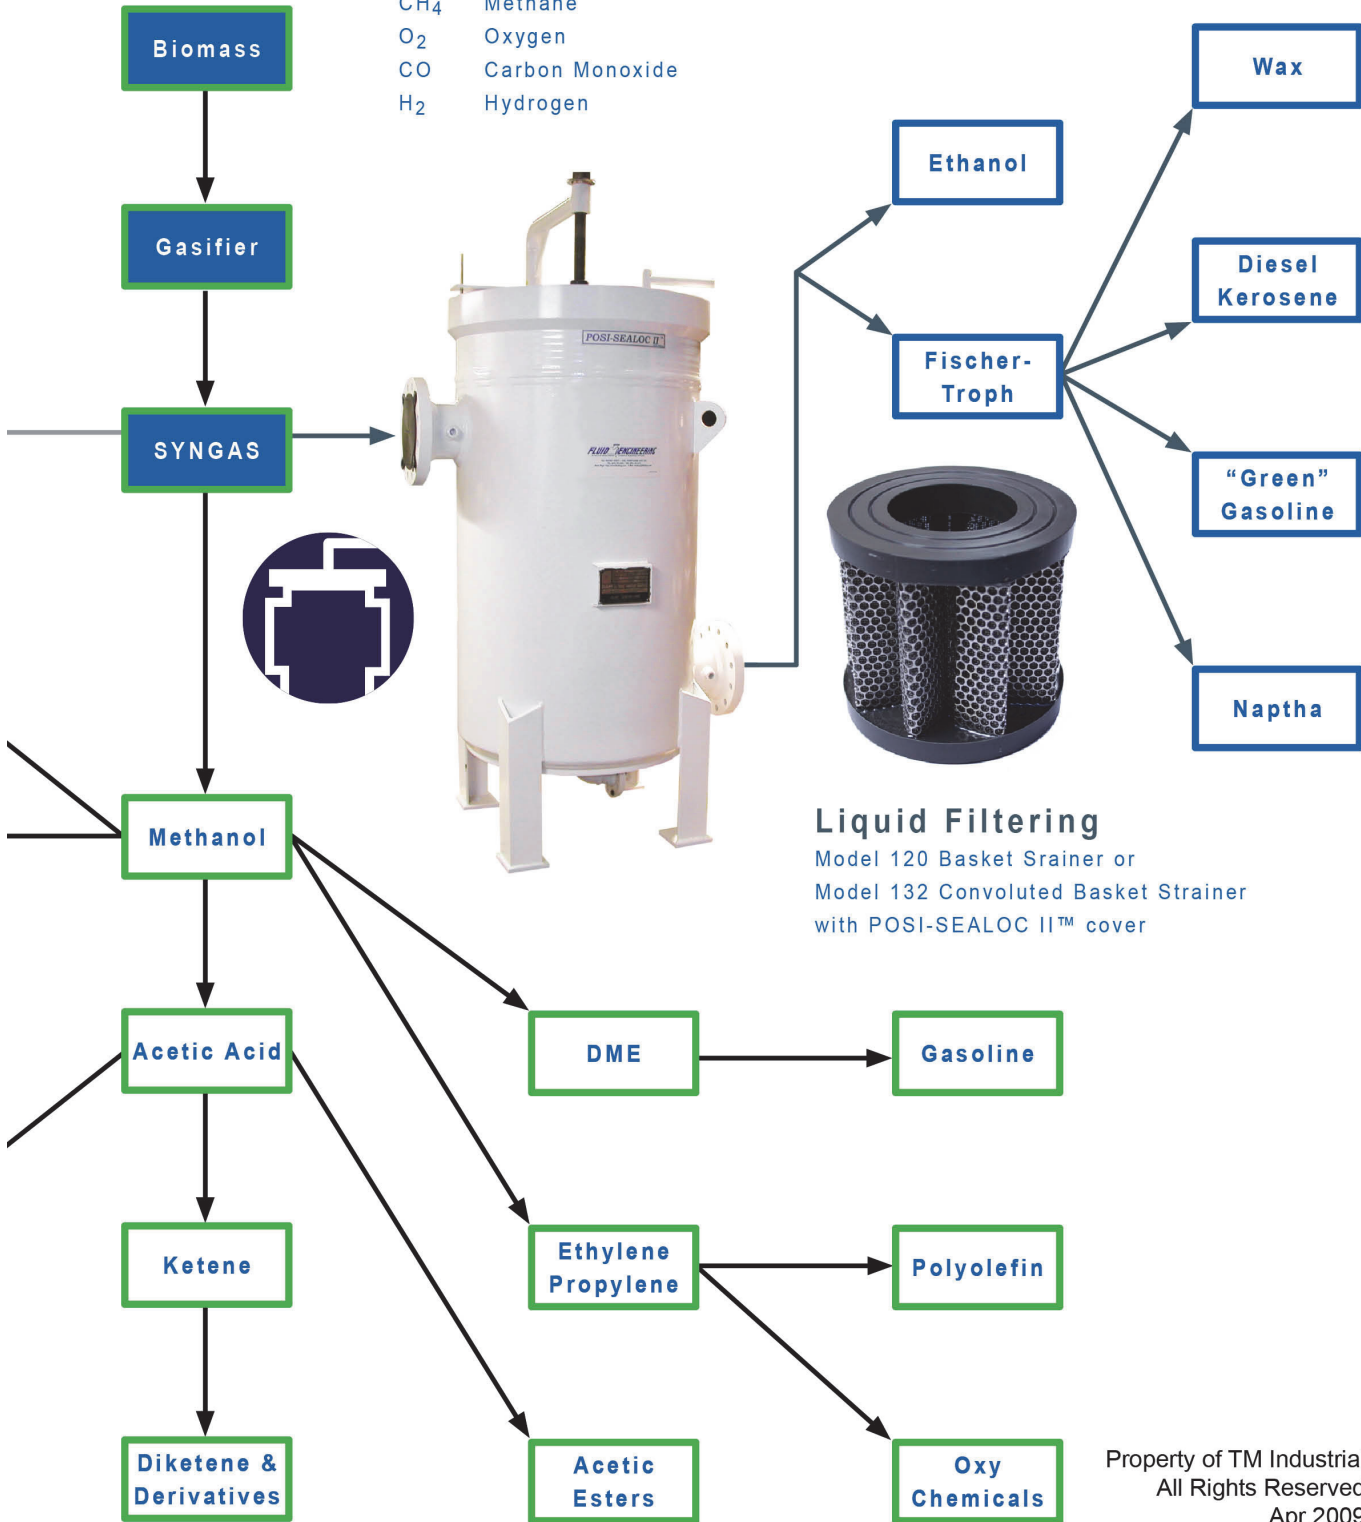 CH4 Methane
O2 Oxygen
CO Carbon Monoxide
H2 Hydrogen
Biomass
Gasifier
SYNGAS
Methanol
Acetic Acid
Ketene
Diketene &
Derivatives
POSI-SEALOC II
FLUID ENGINEERING
Ethanol
Fischer-
Troph
Wax
Diesel
Kerosene
“Green”
Gasoline
Naptha
Liquid Filtering
Model 120 Basket Srainer or
Model 132 Convoluted Basket Strainer
with POSI-SEALOC II™ cover
DME
Gasoline
Ethylene
Propylene
Polyolefin
Acetic
Esters
Oxy
Chemicals
Property of TM Industrial
All Rights Reserved
Apr 2009